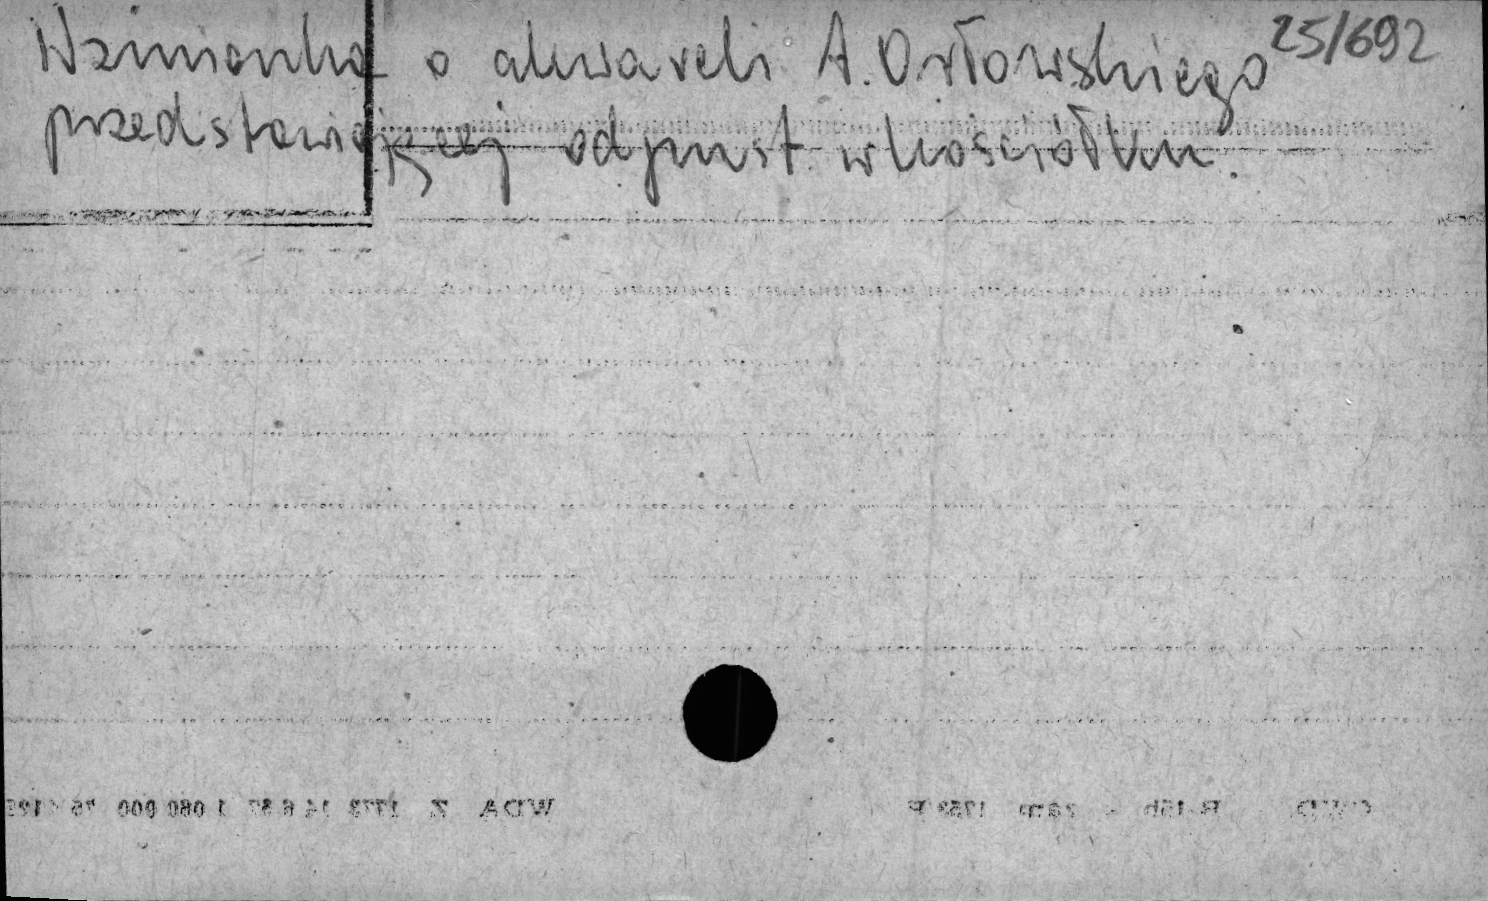 Wzmianka o akwareli A. Orłowskiego 25/692
przedstawiającej odpust w kościółku.